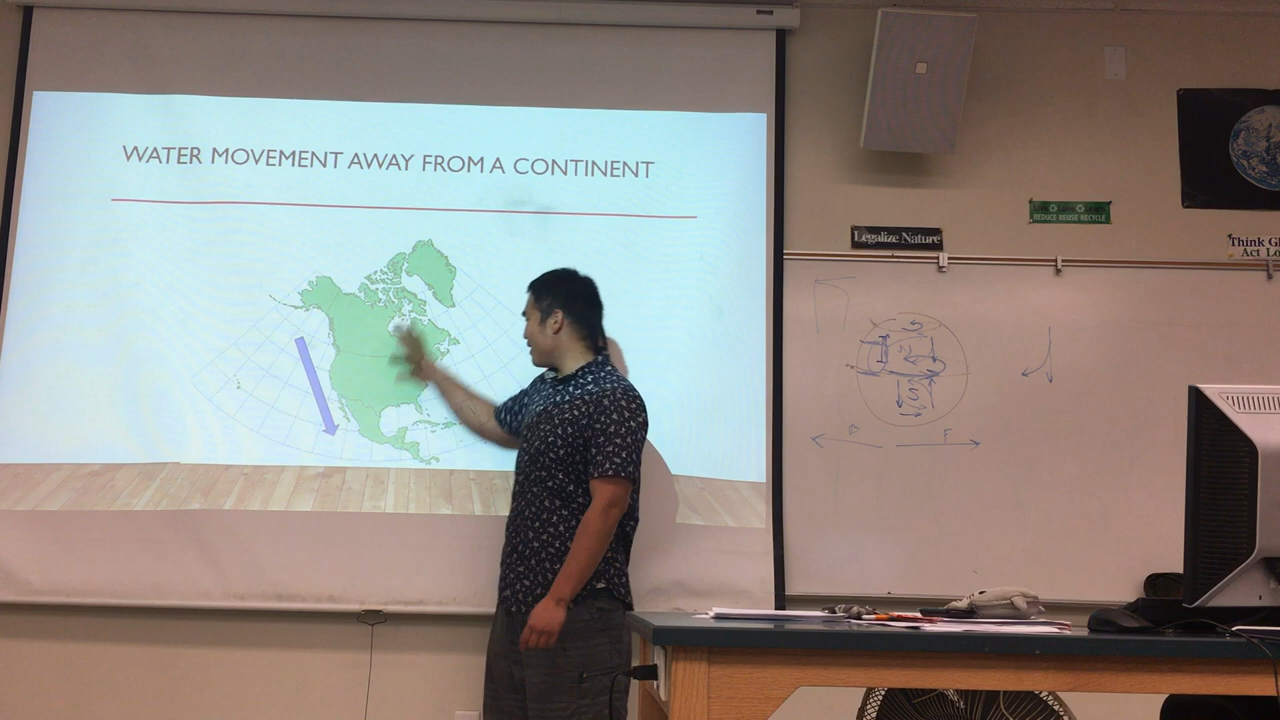 WATER MOVEMENT AWAY FROM A CONTINENT
Legalize Nature
REDUCE REUSE RECYCLE
Think Gl
Act Lo
F